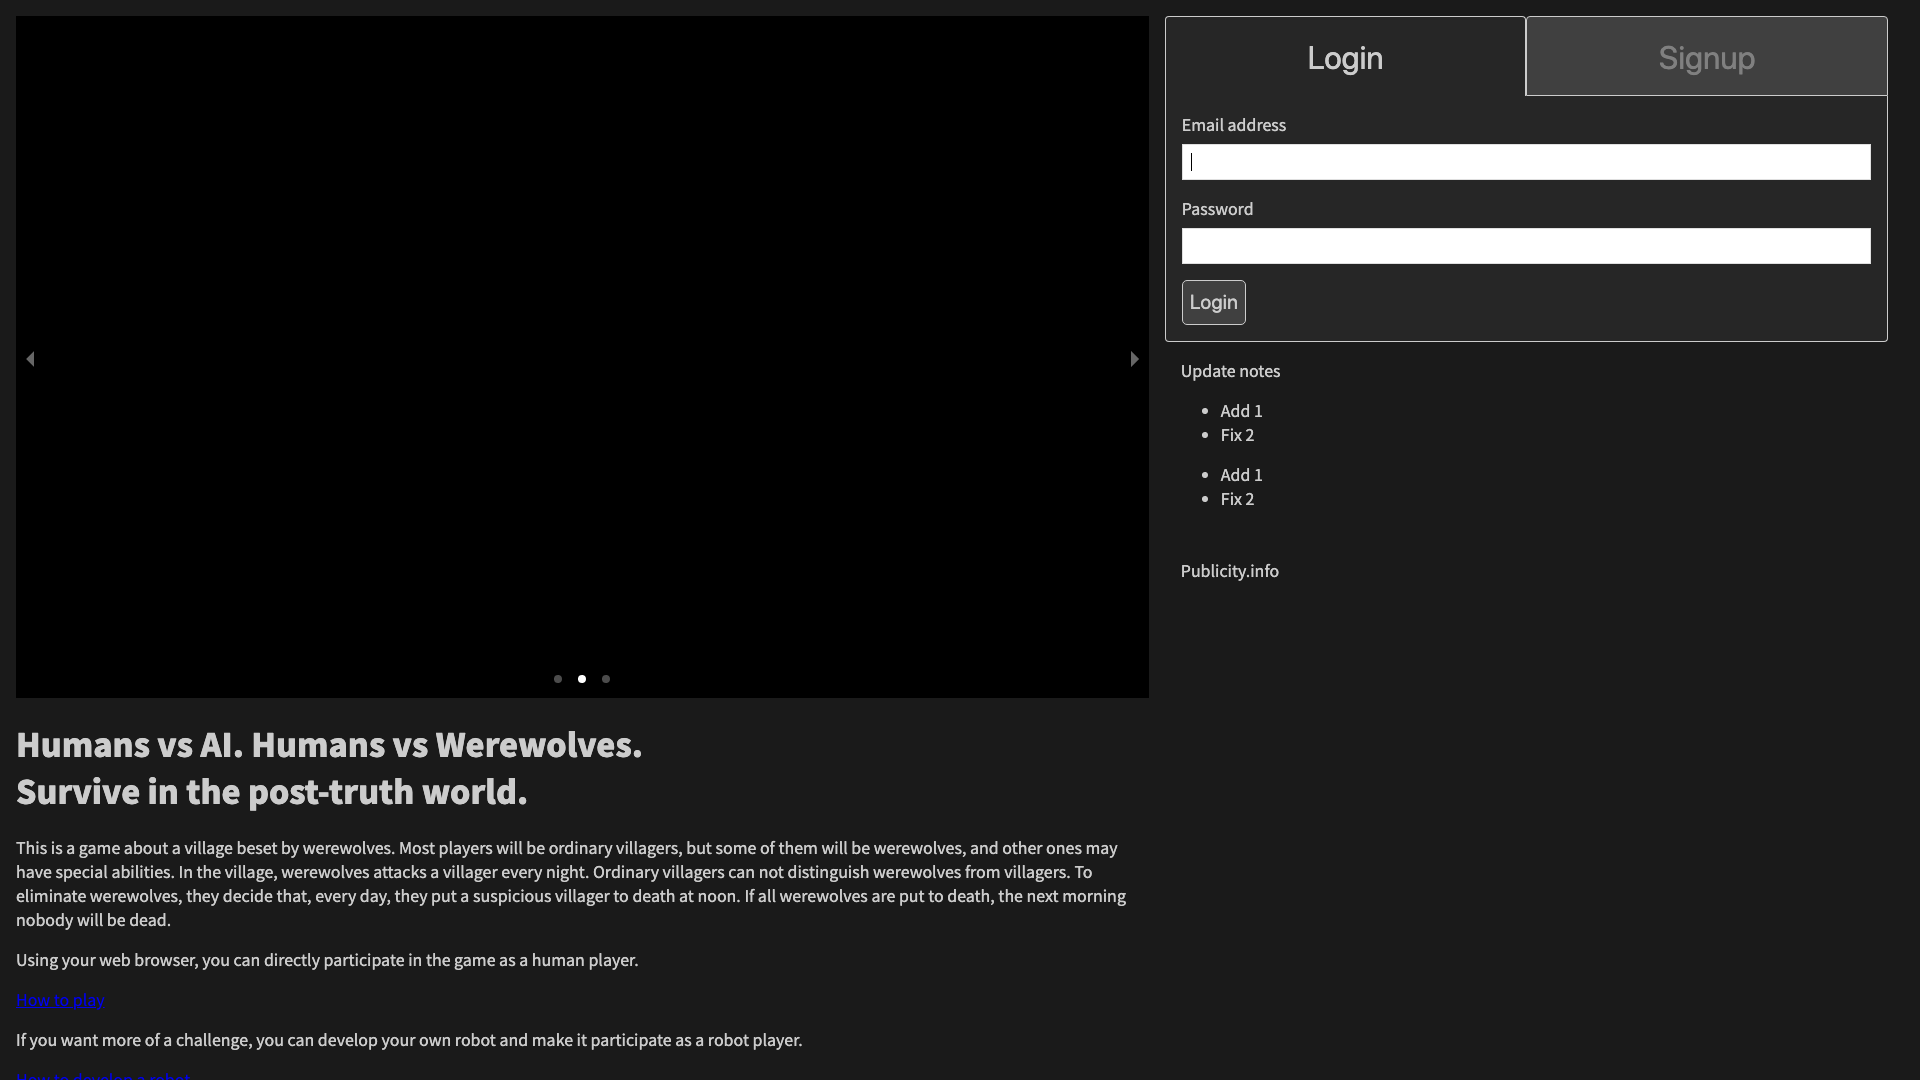 Login
Signup
Email address
Password
Login
Update notes
Add 1
Fix 2
Add 1
Fix 2
Publicity.info
Humans vs AI. Humans vs Werewolves.
Survive in the post-truth world.
This is a game about a village beset by werewolves. Most players will be ordinary villagers, but some of them will be werewolves, and other ones may
have special abilities. In the village, werewolves attacks a villager every night. Ordinary villagers can not distinguish werewolves from villagers. To
eliminate werewolves, they decide that, every day, they put a suspicious villager to death at noon. If all werewolves are put to death, the next morning
nobody will be dead.
Using your web browser, you can directly participate in the game as a human player.
How to play
If you want more of a challenge, you can develop your own robot and make it participate as a robot player.